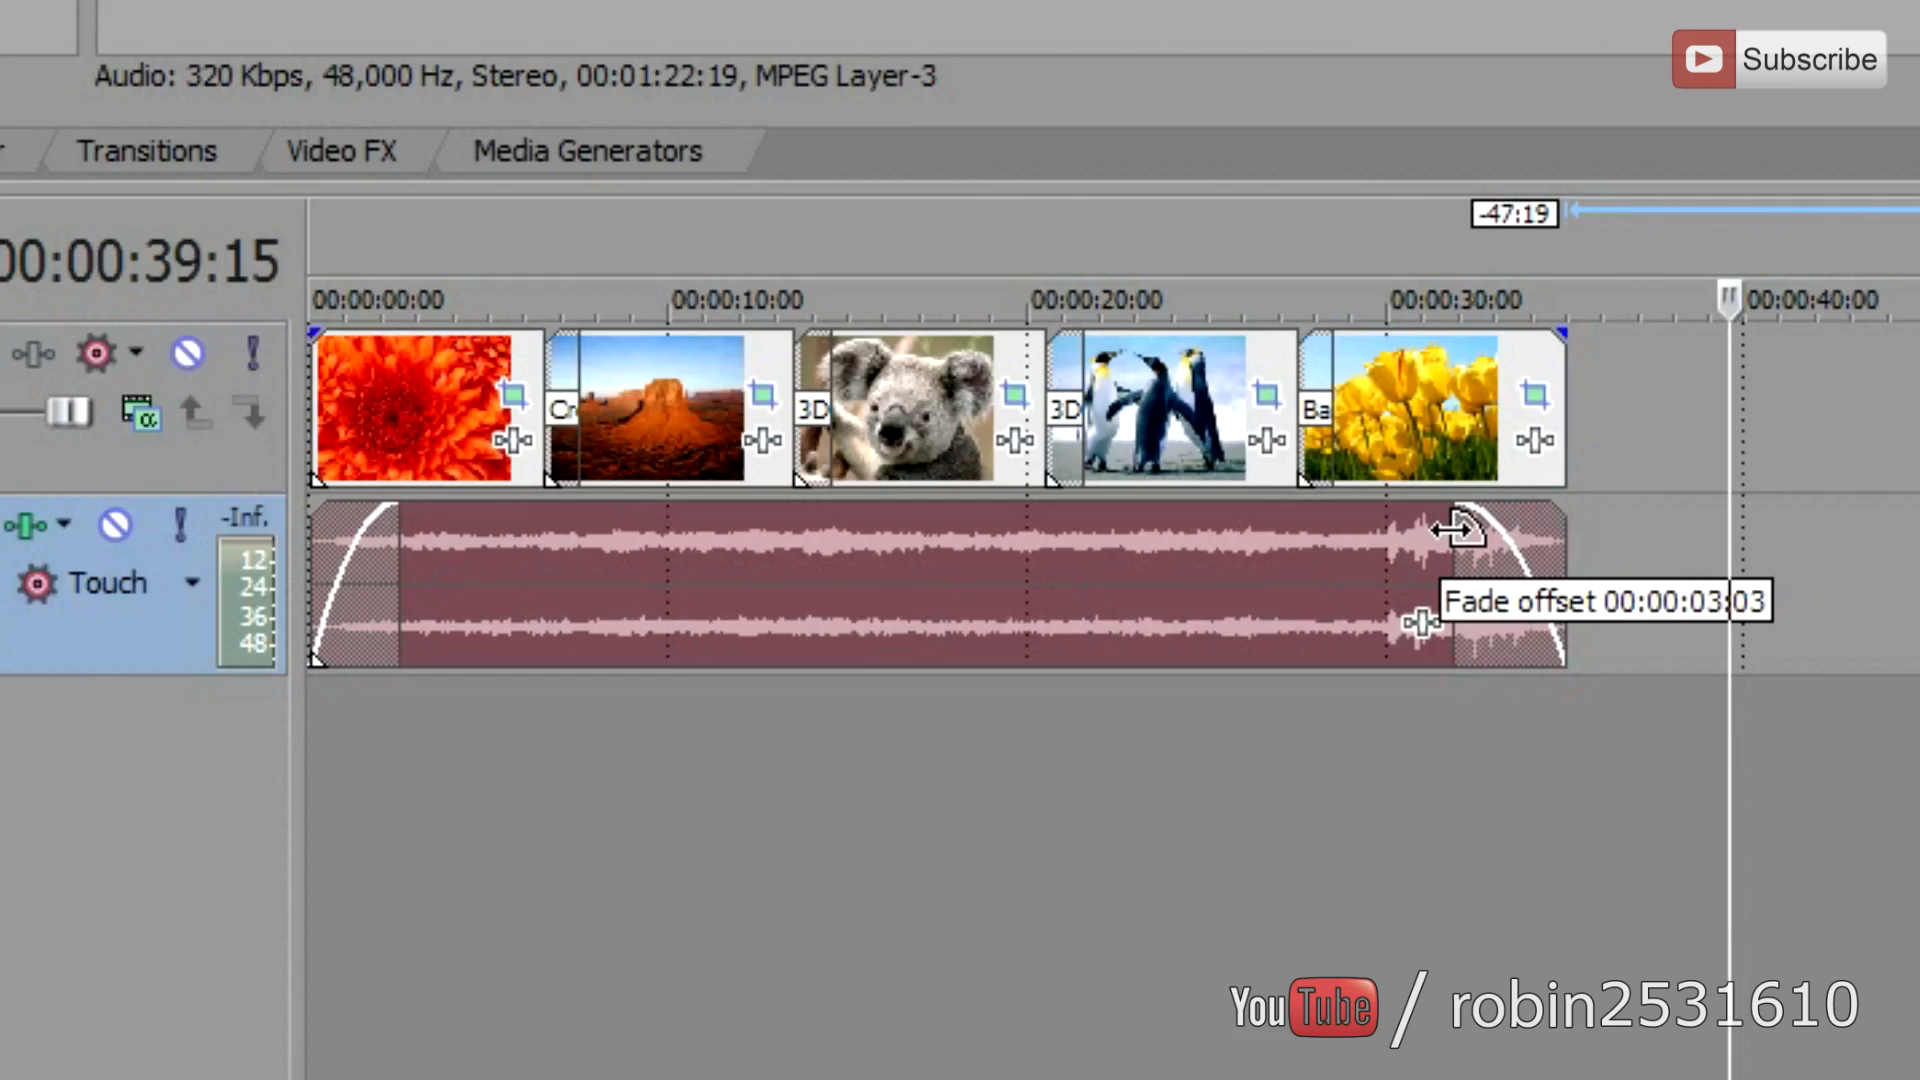 Subscribe
Audio: 320 Kbps, 48,000 Hz, Stereo, 00:01:22:19, MPEG Layer-3
Transitions
Video FX
Media Generators
-47:19
00:00:39:15
00:00:00:00
00:00:10:00
00:00:20:00
00:00:30:00
00:00:40:00
Cr
3D
3D
Ba
-Inf.
12-
24-
36-
48-
Touch
Fade offset 00:00:03:03
YouTube / robin2531610